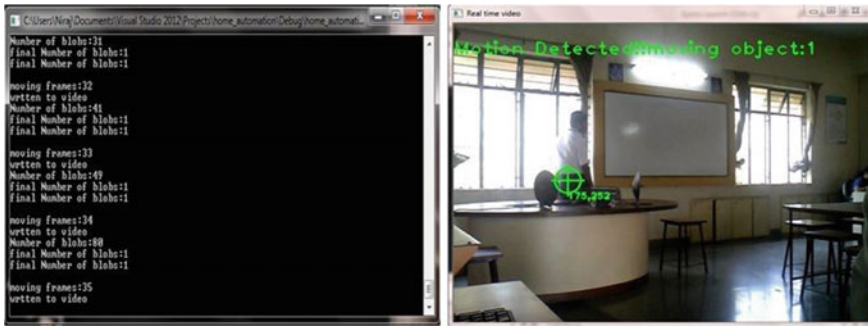 C:\Users\Niraj\Documents\Visual Studio 2012\Projects\home_automation\Debug\home_automati...
Number of blobs:31
final Number of blobs:1
final Number of blobs:1
moving frames:32
wrtten to video
Number of blobs:41
final Number of blobs:1
final Number of blobs:1
moving frames:33
wrtten to video
Number of blobs:49
final Number of blobs:1
final Number of blobs:1
moving frames:34
wrtten to video
Number of blobs:80
final Number of blobs:1
final Number of blobs:1
moving frames:35
wrtten to video
Real time video
Motion Detected!!moving object:1
175,252